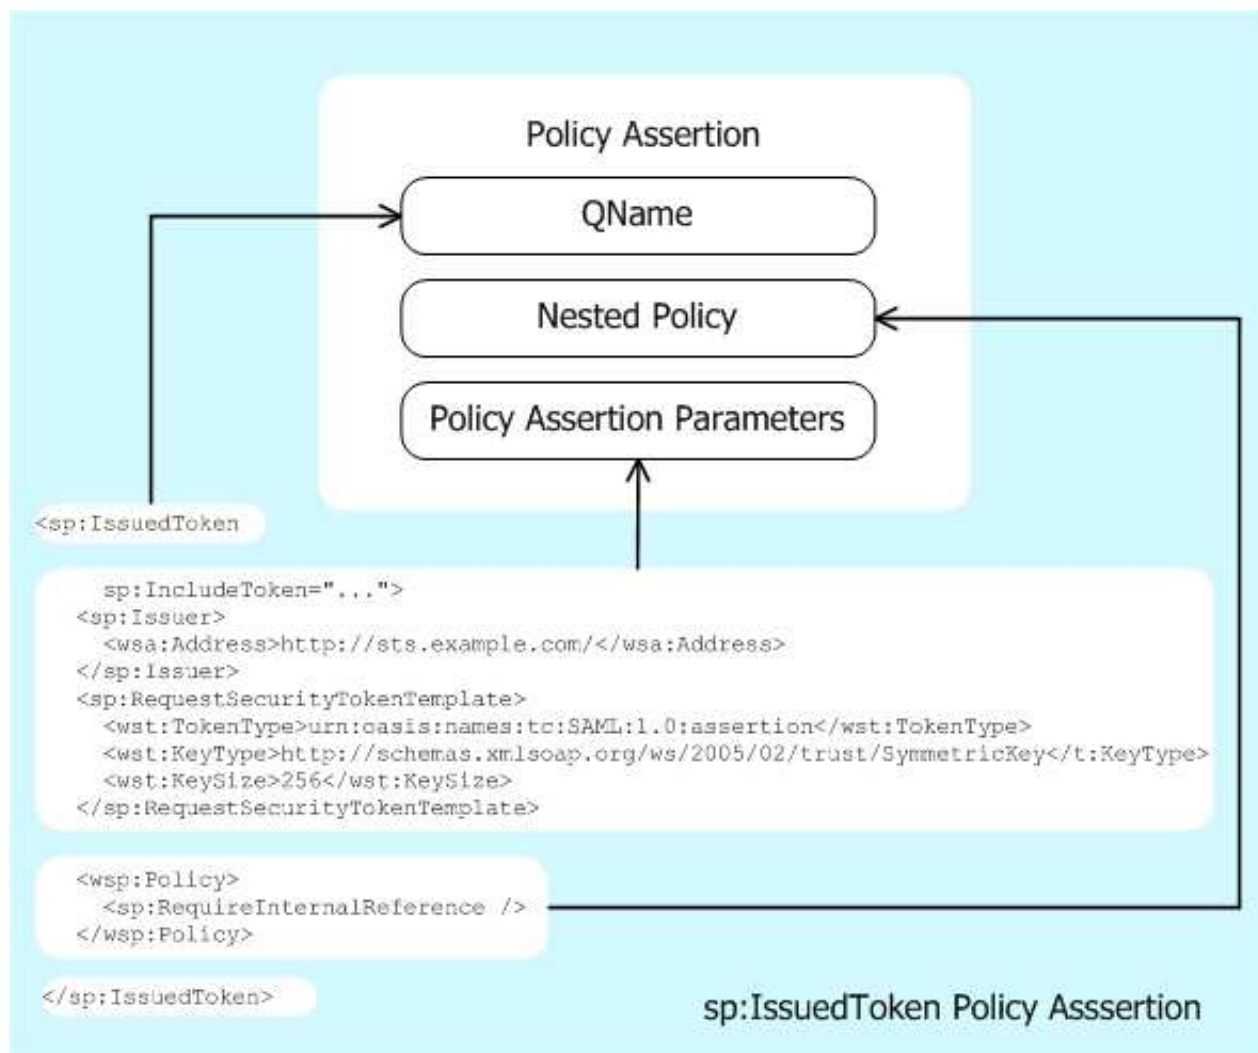 Policy Assertion
QName
Nested Policy
Policy Assertion Parameters
<sp:IssuedToken
sp:IncludeToken="...">
<sp:Issuer>
<wsa:Address>http://sts.example.com/</wsa:Address>
</sp:Issuer>
<sp:RequestSecurityTokenTemplate>
<wst:TokenType>urn:oasis:names:tc:SAML:1.0:assertion</wst:TokenType>
<wst:KeyType>http://schemas.xmlsoap.org/ws/2005/02/trust/SymmetricKey</t:KeyType>
<wst:KeySize>256</wst:KeySize>
</sp:RequestSecurityTokenTemplate>
<wsp:Policy>
<sp:RequireInternalReference />
</wsp:Policy>
</sp:IssuedToken>
sp:IssuedToken Policy Asssertion